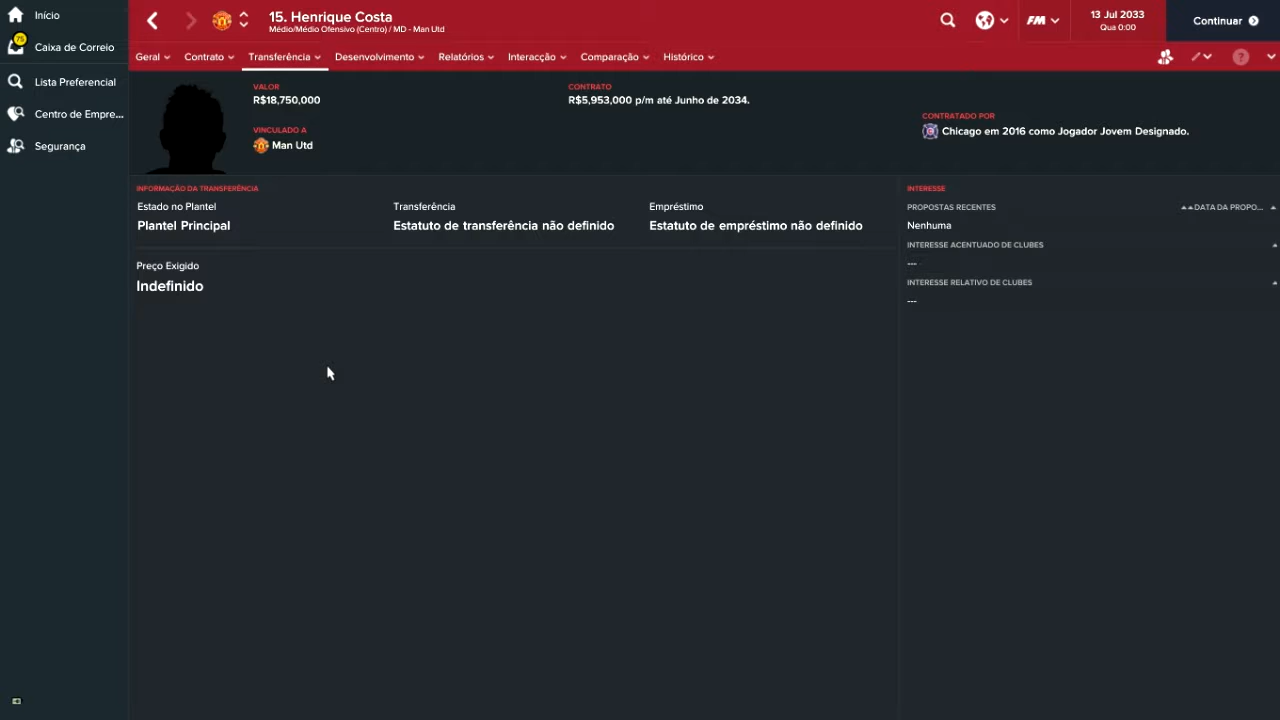 Início
Caixa de Correio
75
Lista Preferencial
Centro de Empre...
Segurança
15. Henrique Costa
Médio/Médio Ofensivo (Centro) / MD - Man Utd
FM
13 Jul 2033
Qua 0:00
Continuar
Geral
Contrato
Transferência
Desenvolvimento
Relatórios
Interacção
Comparação
Histórico
?
VALOR
R$18,750,000
VINCULADO A
Man Utd
CONTRATO
R$5,953,000 p/m até Junho de 2034.
CONTRATADO POR
Chicago em 2016 como Jogador Jovem Designado.
INFORMAÇÃO DA TRANSFERÊNCIA
Estado no Plantel
Plantel Principal
Transferência
Estatuto de transferência não definido
Empréstimo
Estatuto de empréstimo não definido
Preço Exigido
Indefinido
INTERESSE
PROPOSTAS RECENTES
DATA DA PROPO...
Nenhuma
INTERESSE ACENTUADO DE CLUBES
---
INTERESSE RELATIVO DE CLUBES
---